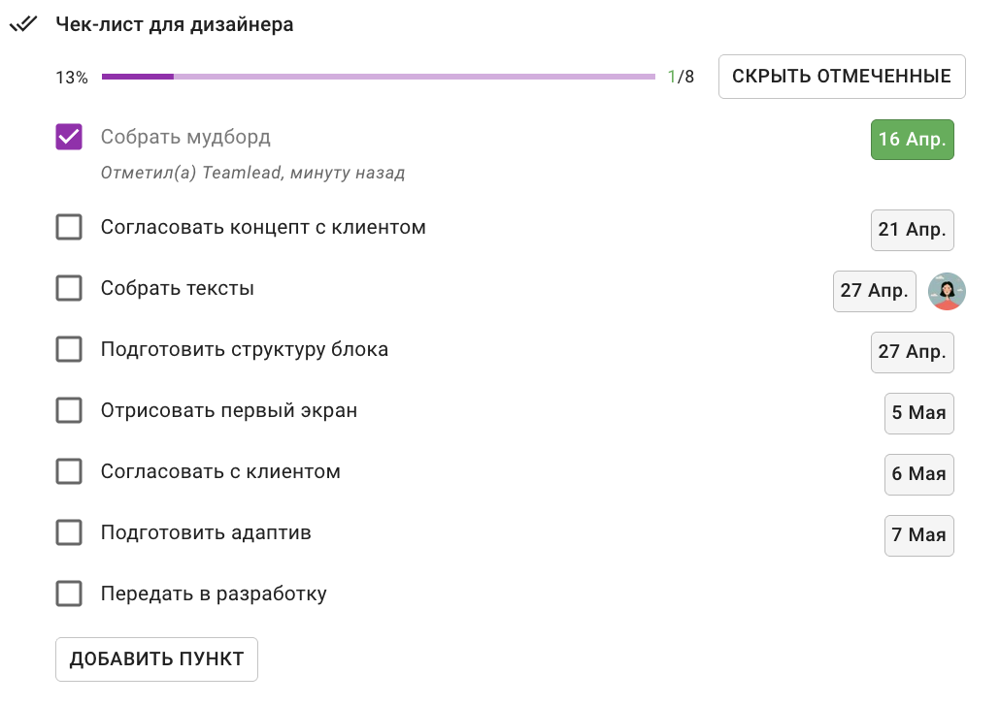 Чек-лист для дизайнера
13% 1/8 СКРЫТЬ ОТМЕЧЕННЫЕ
Собрать мудборд 16 Апр.
Отметил(а) Teamlead, минуту назад
Согласовать концепт с клиентом 21 Апр.
Собрать тексты 27 Апр.
Подготовить структуру блока 27 Апр.
Отрисовать первый экран 5 Мая
Согласовать с клиентом 6 Мая
Подготовить адаптив 7 Мая
Передать в разработку
ДОБАВИТЬ ПУНКТ